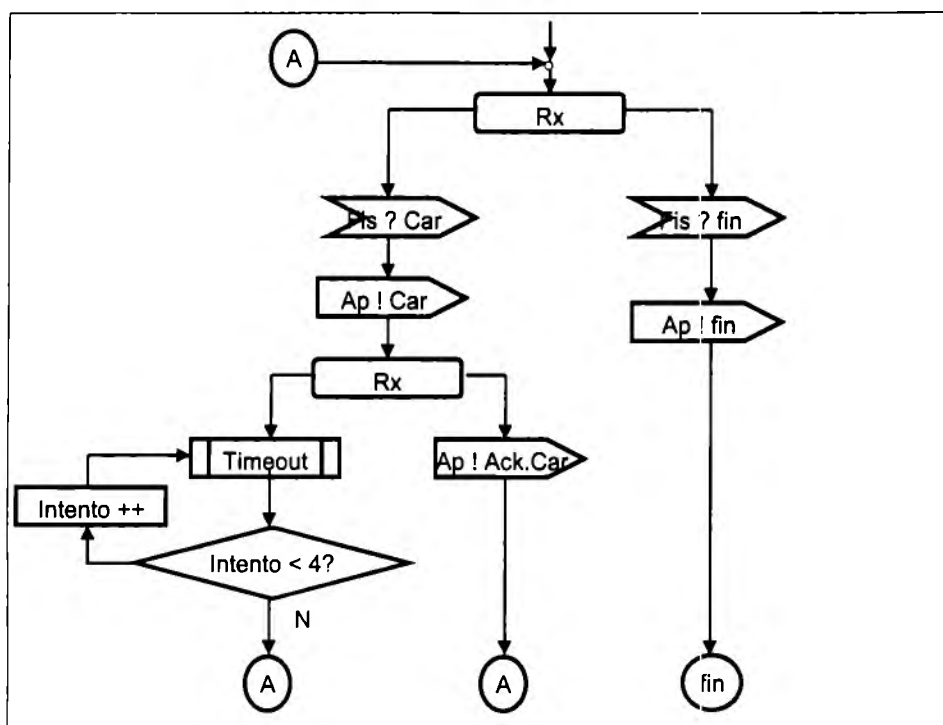 A
Rx
Fis ? Car
Fis ? fin
Ap ! Car
Ap ! fin
Rx
Timeout
Ap ! Ack.Car
Intento ++
Intento < 4?
N
A
A
fin